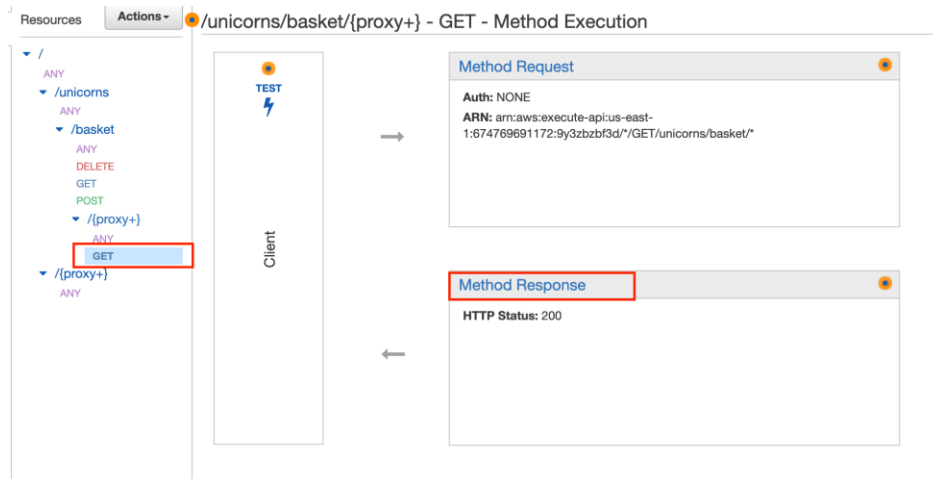 Resources
Actions
/unicorns/basket/{proxy+} - GET - Method Execution
/
ANY
/unicorns
ANY
/basket
ANY
DELETE
GET
POST
/{proxy+}
ANY
GET
/{proxy+}
ANY
TEST
Client
Method Request
Auth: NONE
ARN: arn:aws:execute-api:us-east-
1:674769691172:9y3zbzbf3d/*/GET/unicorns/basket/*
Method Response
HTTP Status: 200